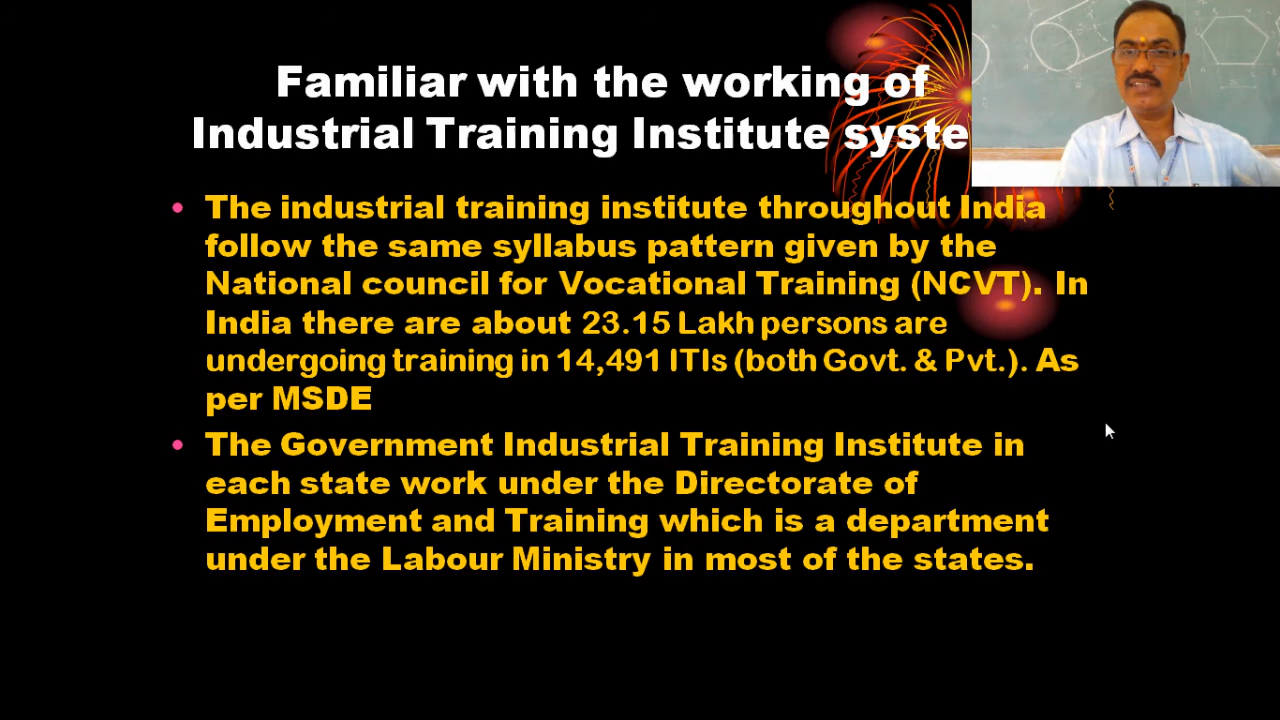 Familiar with the working of
Industrial Training Institute syste
• The industrial training institute throughout India
follow the same syllabus pattern given by the
National council for Vocational Training (NCVT). In
India there are about 23.15 Lakh persons are
undergoing training in 14,491 ITIs (both Govt. & Pvt.). As
per MSDE
• The Government Industrial Training Institute in
each state work under the Directorate of
Employment and Training which is a department
under the Labour Ministry in most of the states.